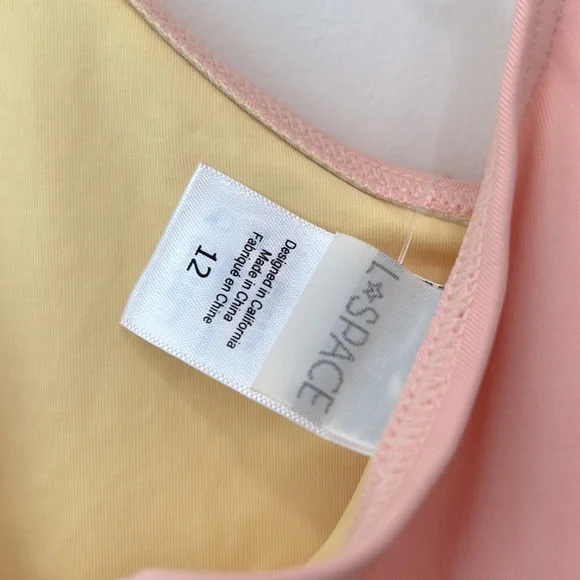 L★SPACE
Designed in California
Made in China
Fabriqué en Chine
12